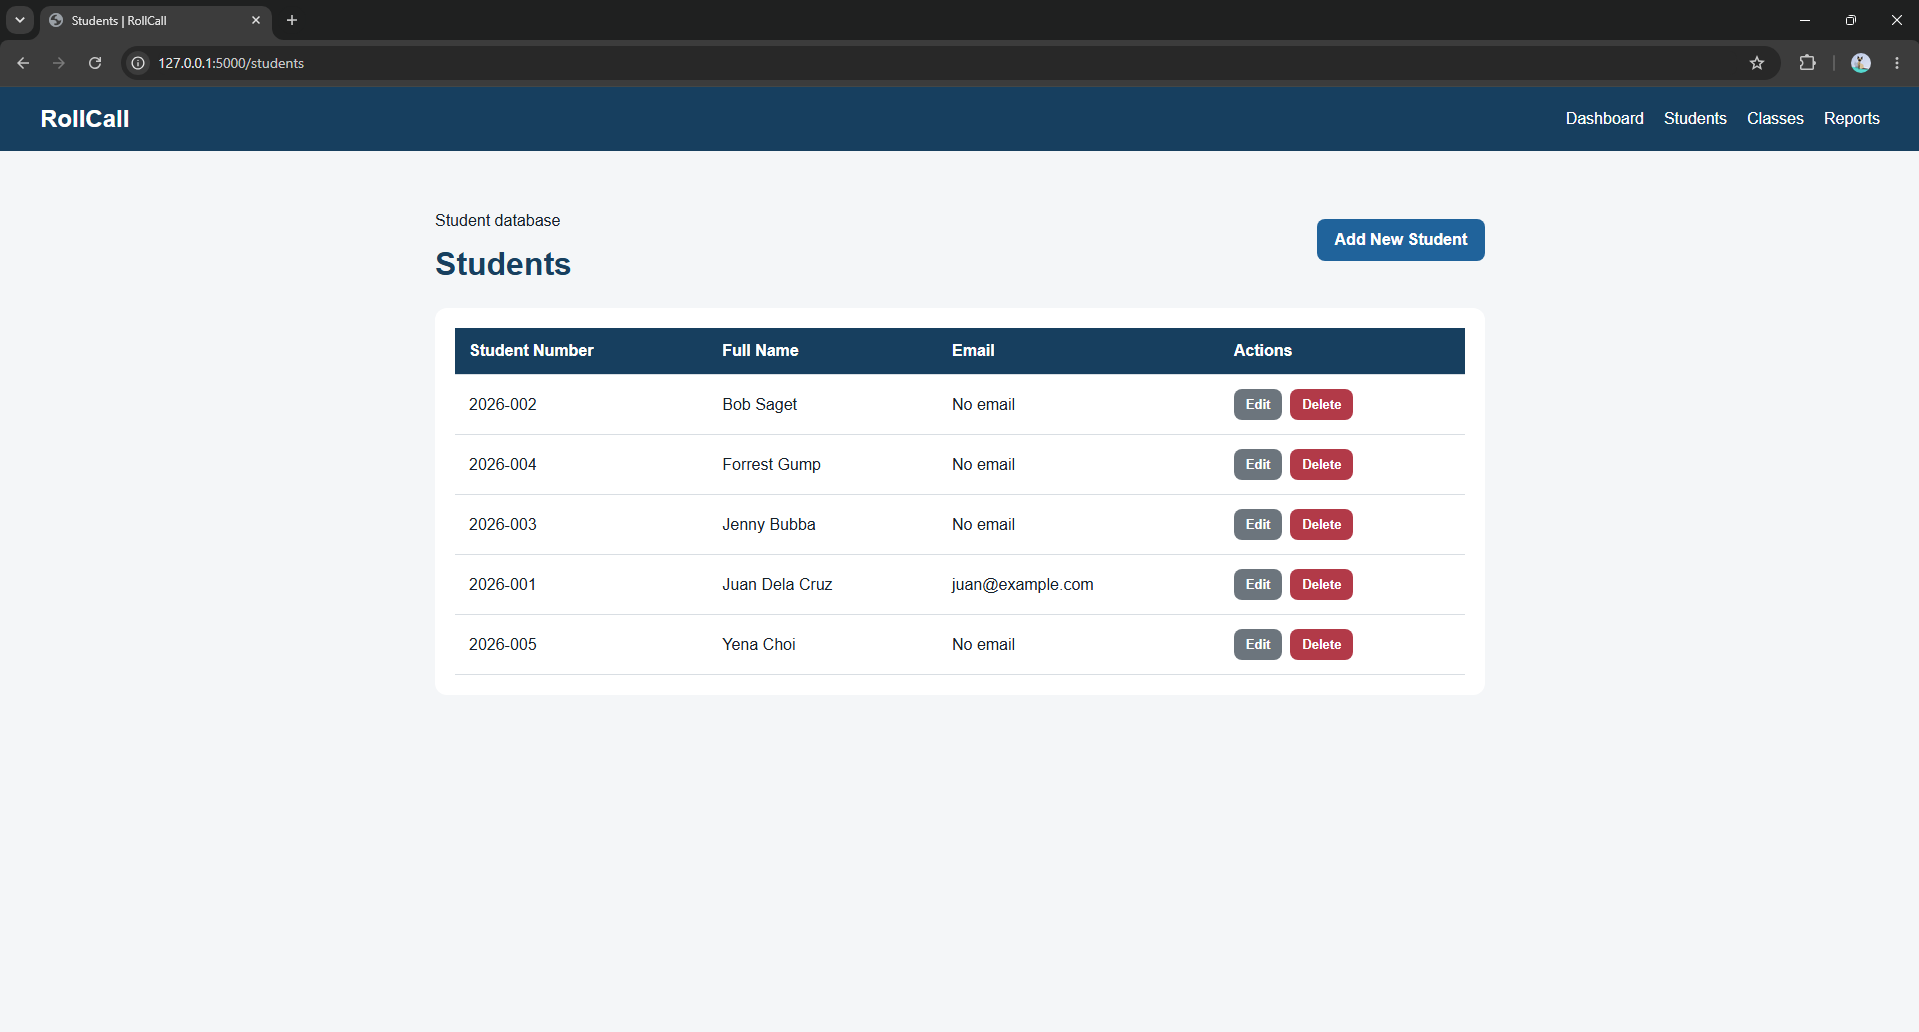 Students | RollCall
127.0.0.1:5000/students
RollCall
Dashboard Students Classes Reports
Student database
Students
Add New Student
Student Number Full Name Email Actions
2026-002 Bob Saget No email Edit Delete
2026-004 Forrest Gump No email Edit Delete
2026-003 Jenny Bubba No email Edit Delete
2026-001 Juan Dela Cruz juan@example.com Edit Delete
2026-005 Yena Choi No email Edit Delete